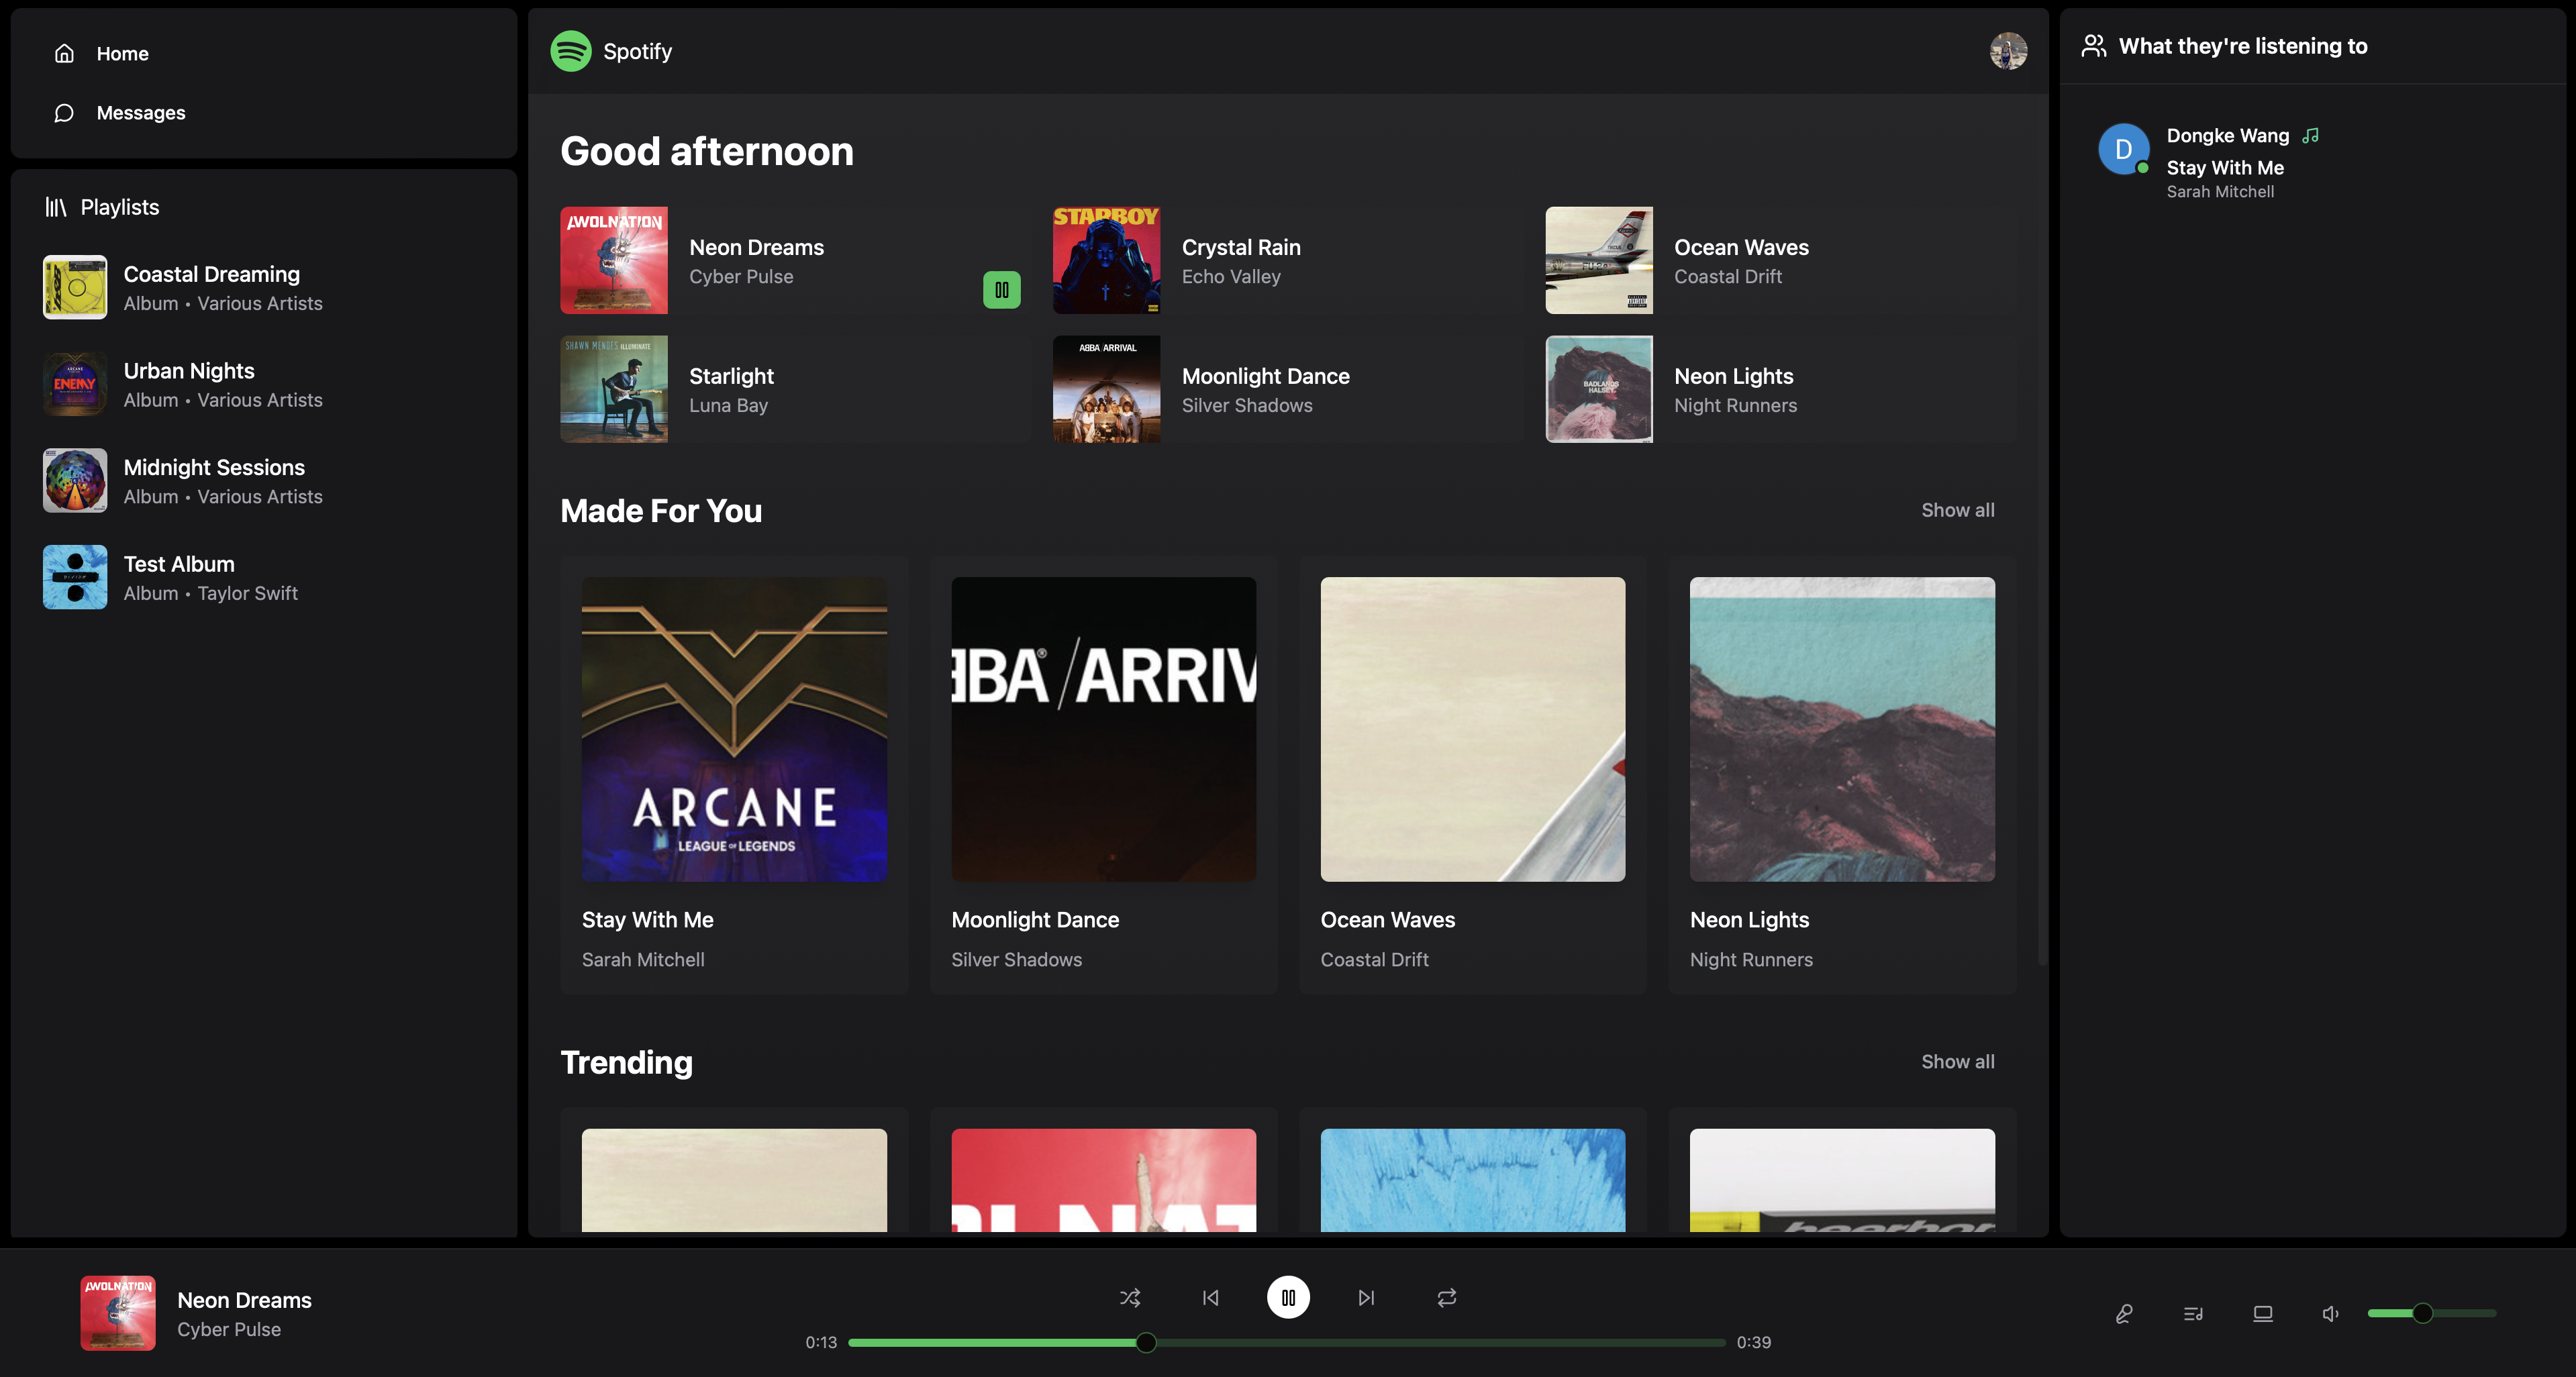 Home
Messages
Playlists
Coastal Dreaming
Album • Various Artists
ENEMY
Urban Nights
Album • Various Artists
Midnight Sessions
Album • Various Artists
Test Album
Album • Taylor Swift
Spotify
Good afternoon
AWOLNATION
Neon Dreams
Cyber Pulse
STARBOY
Crystal Rain
Echo Valley
Ocean Waves
Coastal Drift
SHAWN MENDES ILLUMINATE
Starlight
Luna Bay
ABBA/ARRIVAL
Moonlight Dance
Silver Shadows
BADLANDS
HALSEY
Neon Lights
Night Runners
Made For You
Show all
ARCANE
LEAGUE OF LEGENDS
Stay With Me
Sarah Mitchell
BBA® / ARRIV
Moonlight Dance
Silver Shadows
Ocean Waves
Coastal Drift
Neon Lights
Night Runners
Trending
Show all
What they're listening to
D
Dongke Wang
Stay With Me
Sarah Mitchell
AWOLNATION
Neon Dreams
Cyber Pulse
0:13
0:39